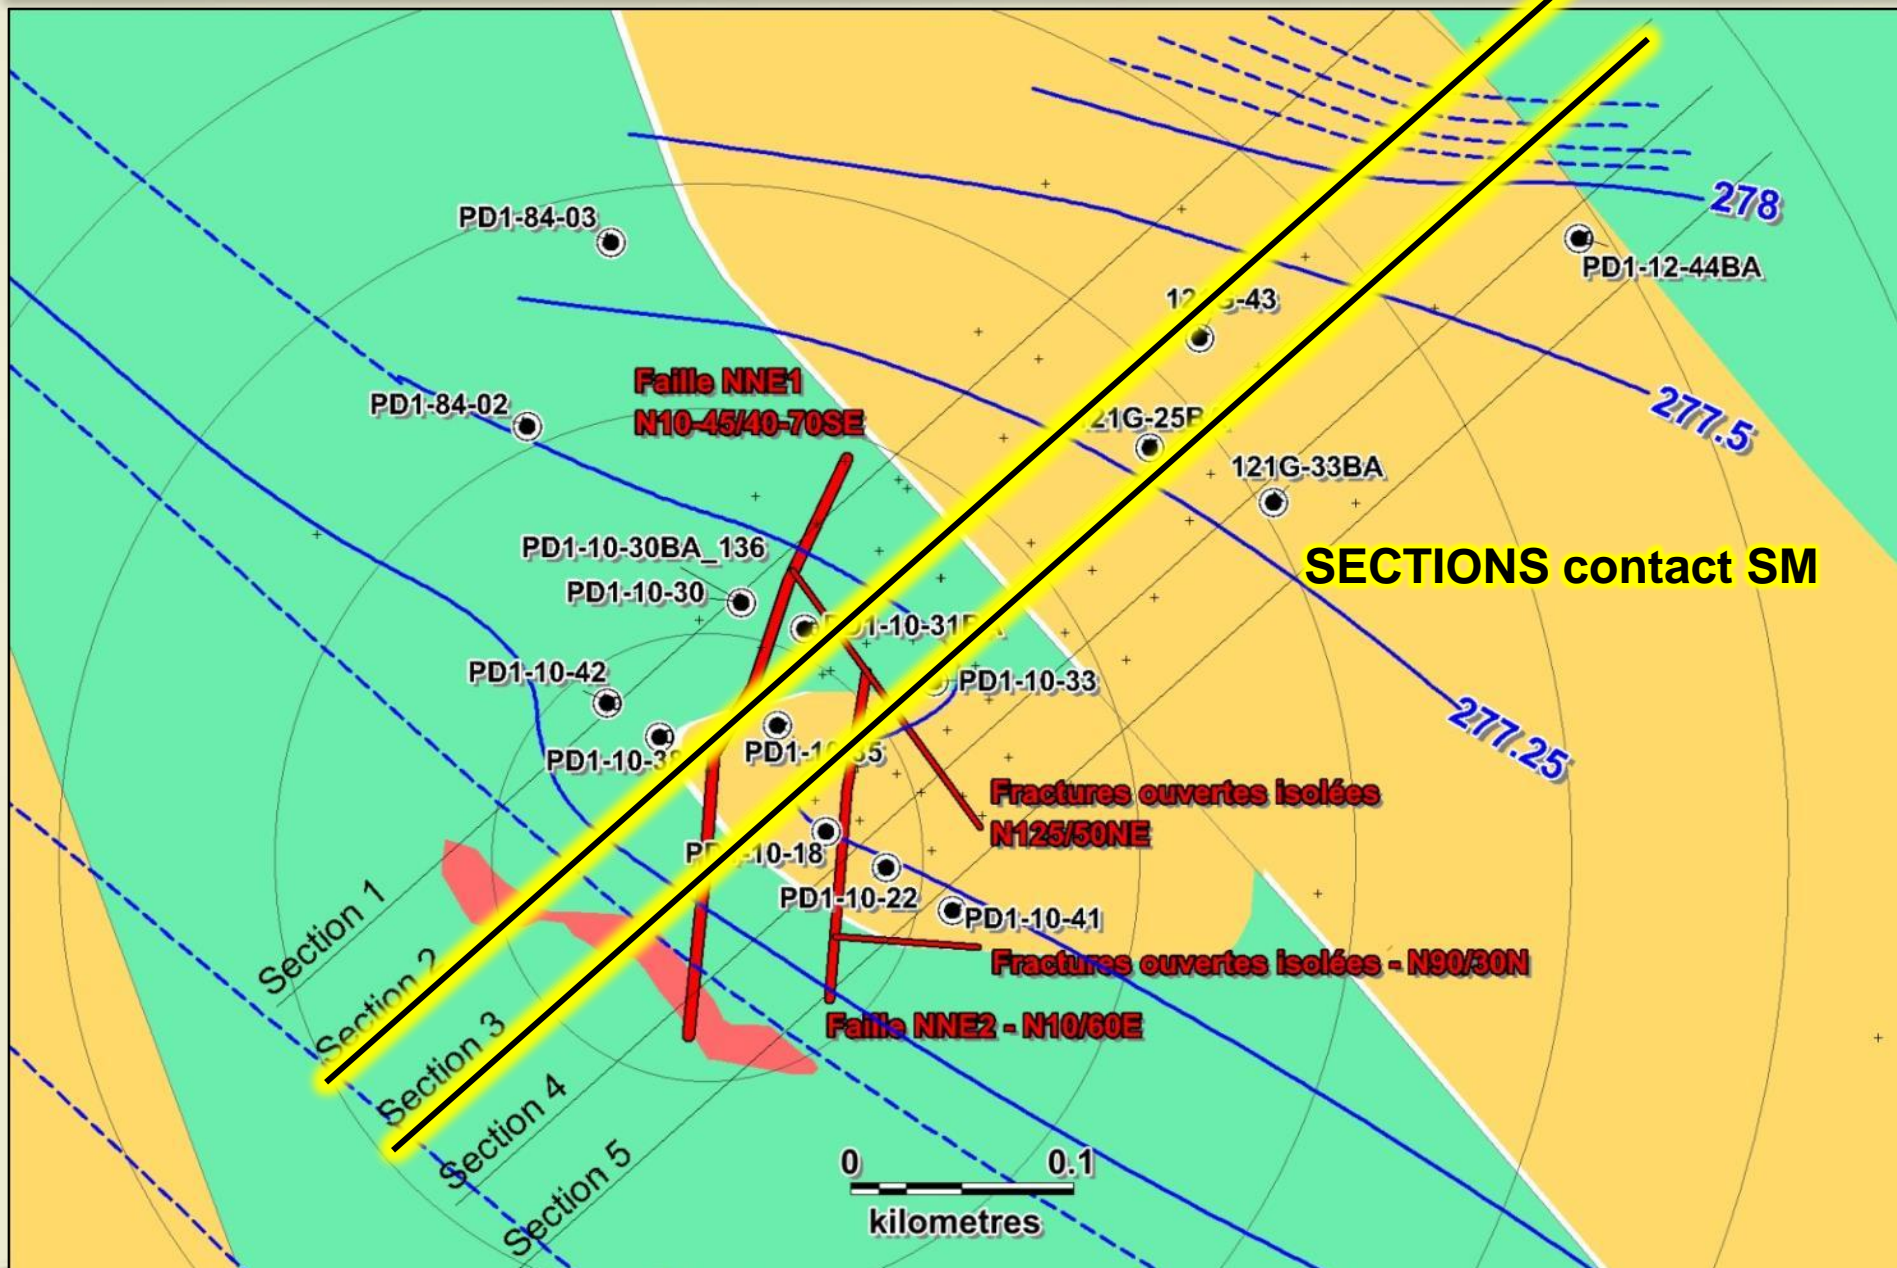 278
PD1-84-03
PD1-12-44BA
277.5
Faille NNE1
N10-45/40-70SE
PD1-84-02
121G-33BA
PD1-10-30BA_136
SECTIONS contact SM
PD1-10-30
PD1-10-42
PD1-10-33
277.25
Fractures ouvertes isolées
N125/50NE
PD1-10-22
PD1-10-41
Section 1
Fractures ouvertes isolées - N90/30N
Section 2
Faille NNE2 - N10/60E
Section 3
Section 4
Section 5
0 0.1
kilometres